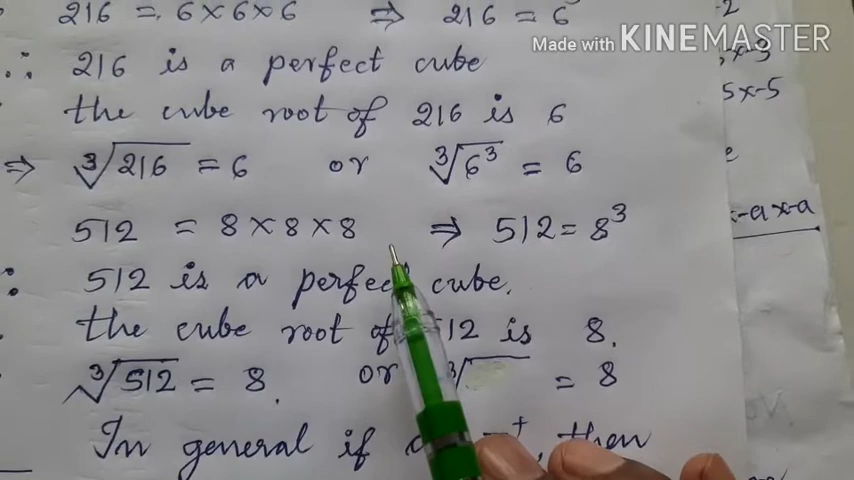 216 = 6×6×6 ⇒ 216 = 6
Made with KINEMASTER
∴ 216 is a perfect cube
the cube root of 216 is 6
5x-5
⇒ ∛216 = 6 or ∛6³ = 6
512 = 8×8×8 ⇒ 512 = 8³
-a×-a
∴ 512 is a perfect cube.
the cube root of 512 is 8.
∛512 = 8. or ∛ = 8
In general if then